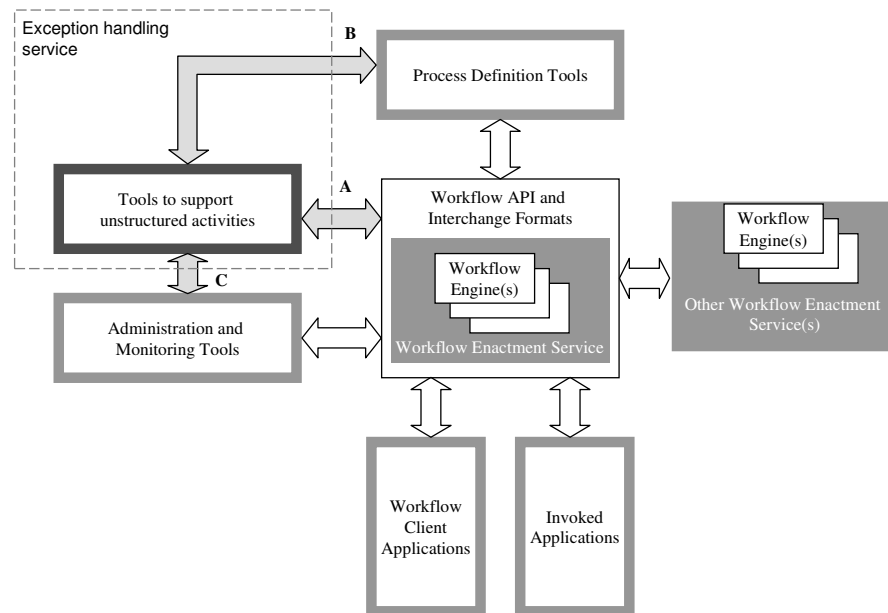 Exception handling
service
B
Process Definition Tools
Tools to support
unstructured activities
A
Workflow API and
Interchange Formats
Workflow
Engine(s)
Workflow Enactment Service
Workflow
Engine(s)
Other Workflow Enactment
Service(s)
C
Administration and
Monitoring Tools
Workflow
Client
Applications
Invoked
Applications